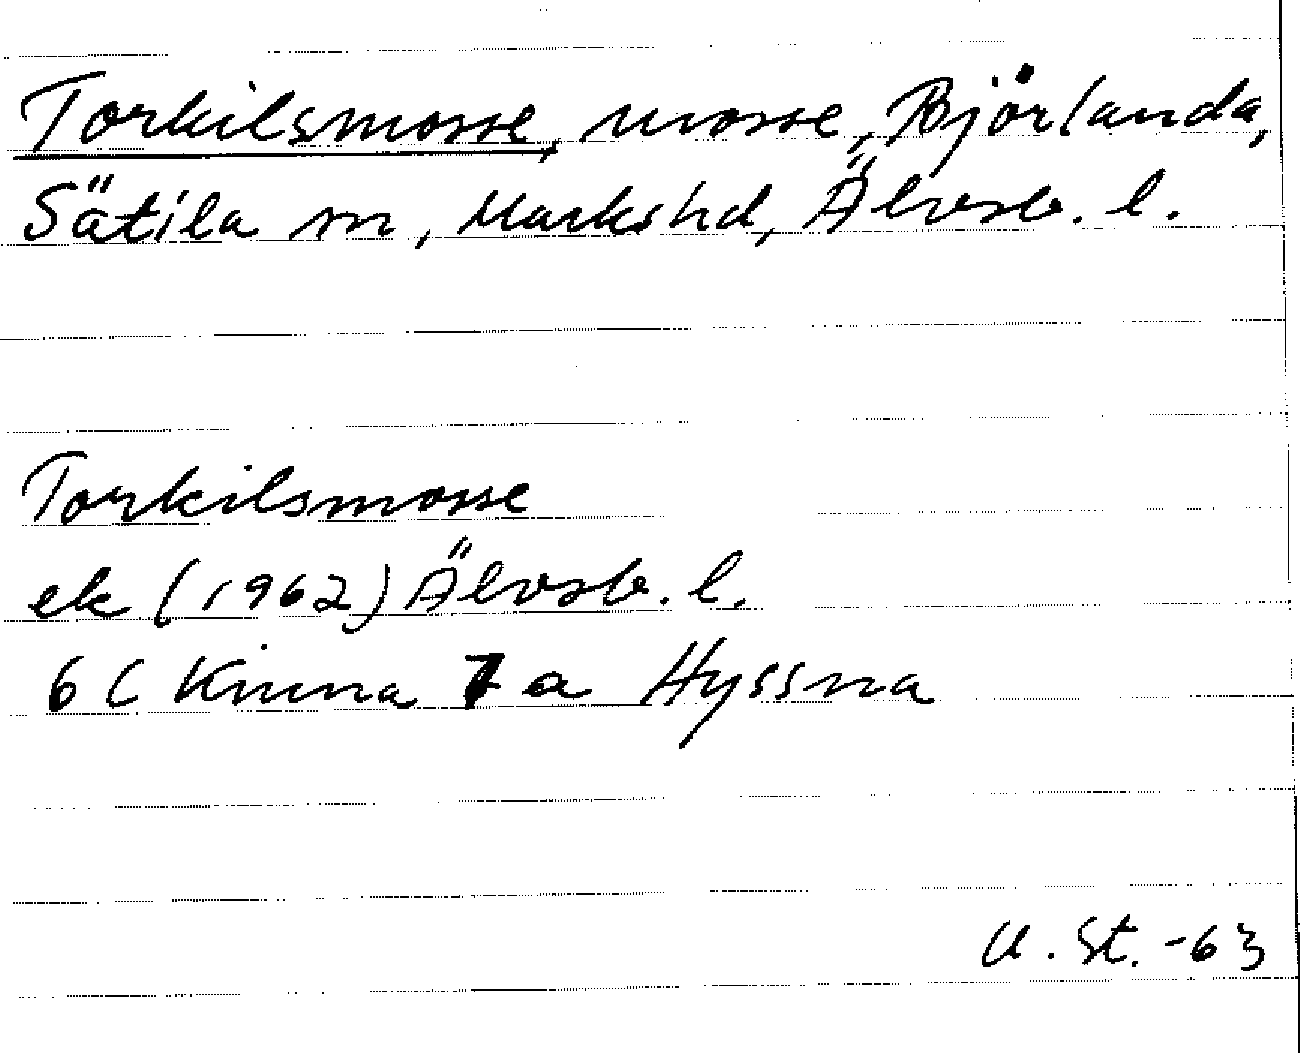 Torkilsmosse, mosse, Björlanda,
Sätila sn, Marks hd, Älvsb. l.
Torkilsmosse
ek (1962) Älvsb. l.
6 C Kinna 7 a Hyssna
U. St. -63